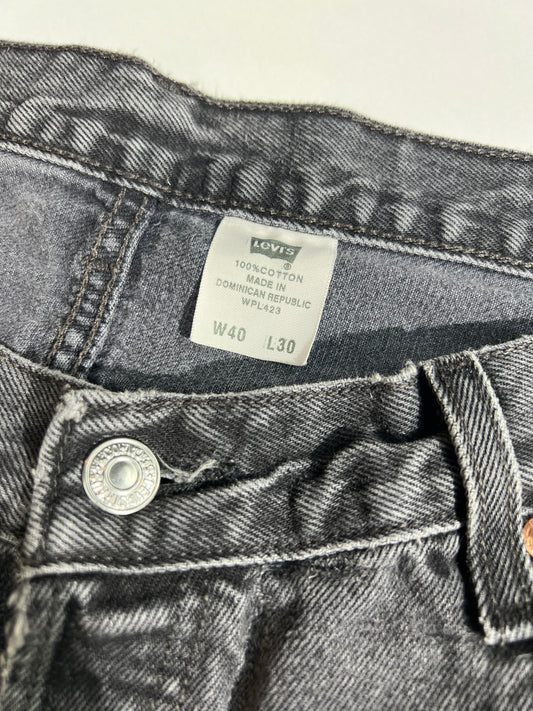 LEVI'S
®
100% COTTON
MADE IN
DOMINICAN REPUBLIC
WPL423
W40 L30